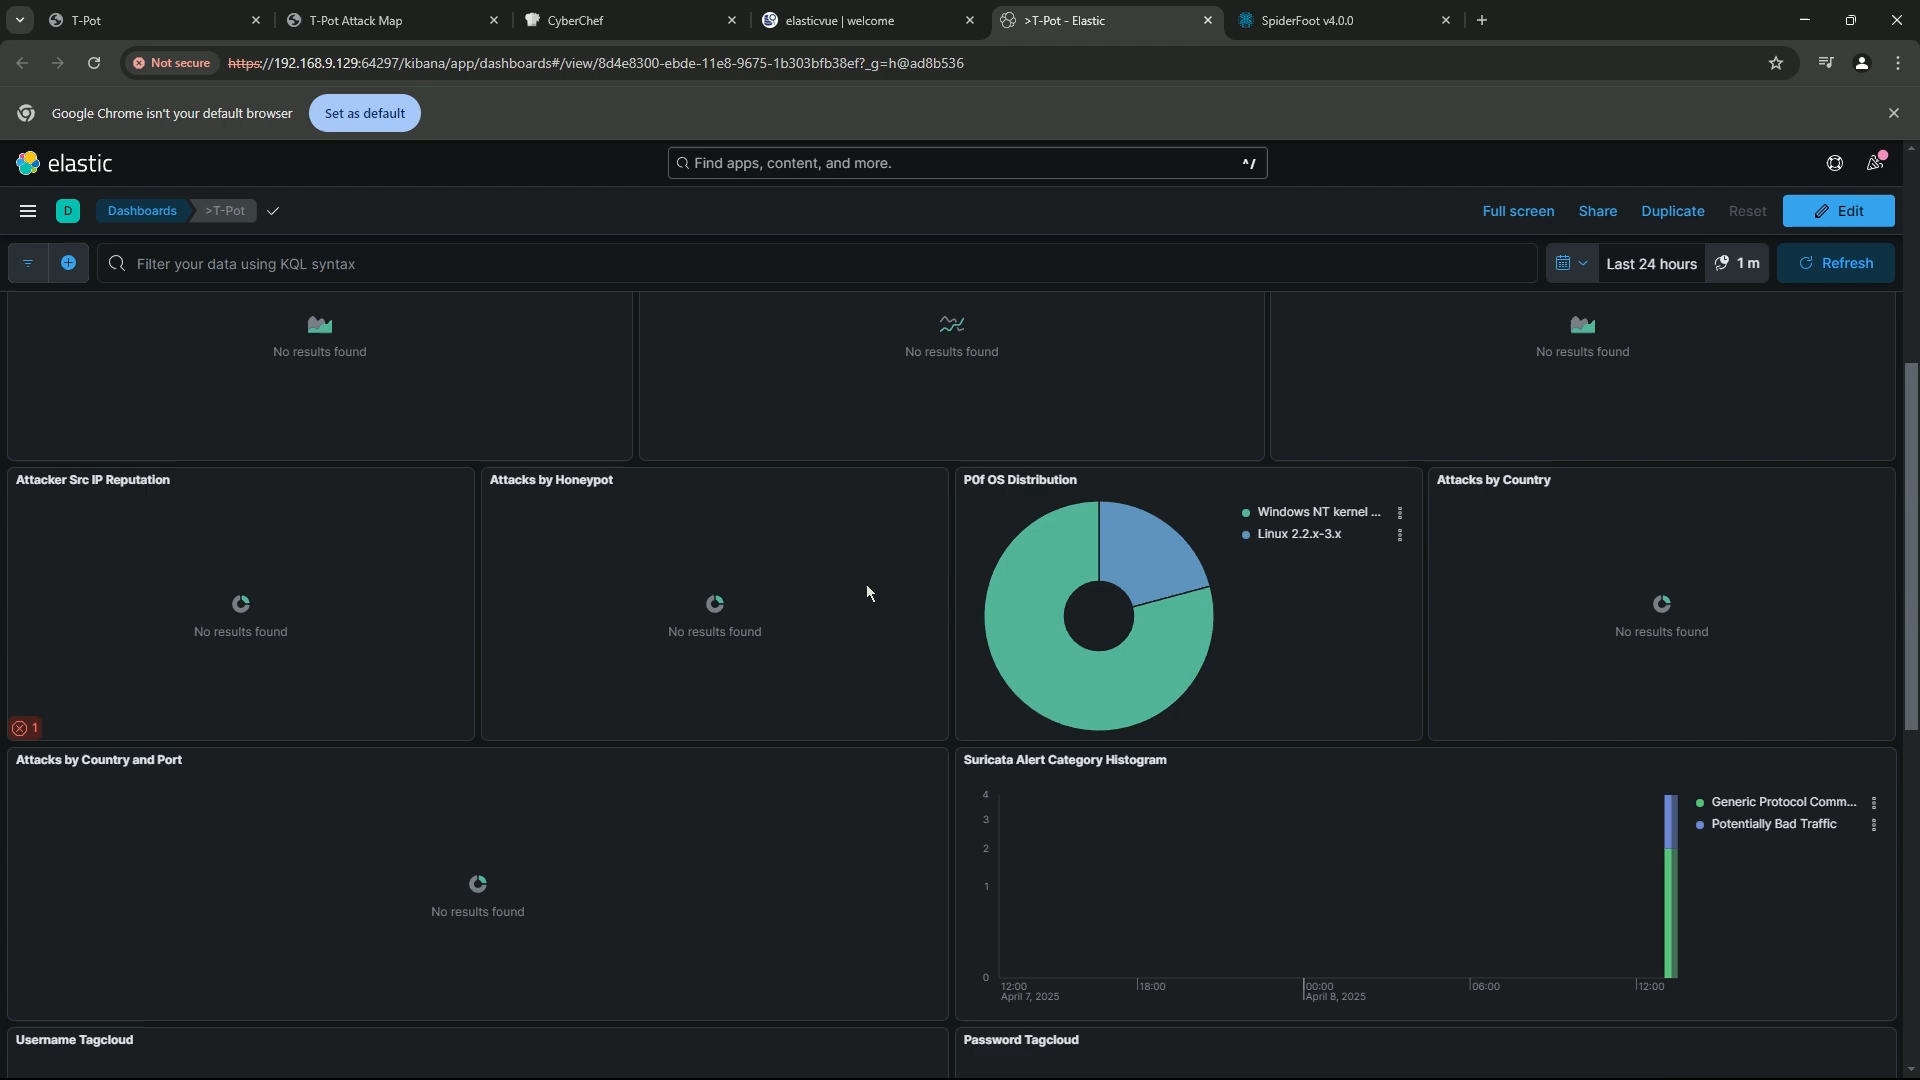 T-Pot
T-Pot Attack Map
CyberChef
elasticvue | welcome
>T-Pot - Elastic
SpiderFoot v4.0.0
Not secure
https://192.168.9.129:64297/kibana/app/dashboards#/view/8d4e8300-ebde-11e8-9675-1b303bfb38ef?_g=h@ad8b536
Google Chrome isn't your default browser
Set as default
elastic
Find apps, content, and more.
^/
D
Dashboards
>T-Pot
Full screen
Share
Duplicate
Reset
Edit
Filter your data using KQL syntax
Last 24 hours
1 m
Refresh
No results found
No results found
No results found
Attacker Src IP Reputation
No results found
1
Attacks by Honeypot
No results found
P0f OS Distribution
Windows NT kernel ...
Linux 2.2.x-3.x
Attacks by Country
No results found
Attacks by Country and Port
No results found
Suricata Alert Category Histogram
4
3
2
1
0
12:00
April 7, 2025
18:00
00:00
April 8, 2025
06:00
12:00
Generic Protocol Comm...
Potentially Bad Traffic
Username Tagcloud
Password Tagcloud